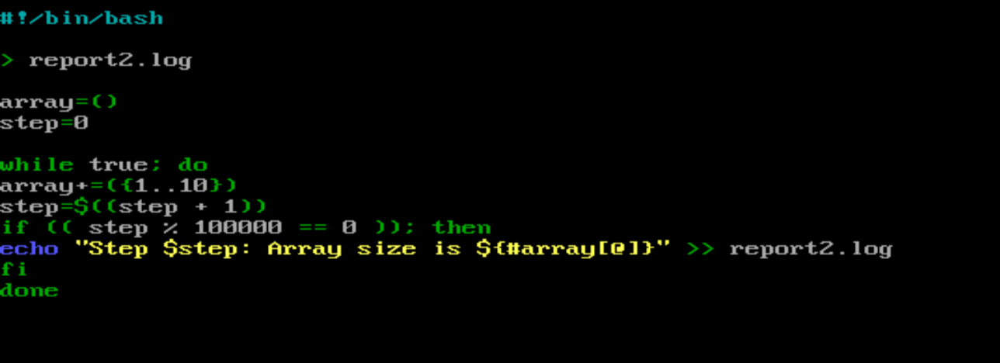 #!/bin/bash
> report2.log
array=()
step=0
while true; do
array+=({1..10})
step=$((step + 1))
if (( step % 100000 == 0 )); then
echo "Step $step: Array size is ${#array[@]}" >> report2.log
fi
done